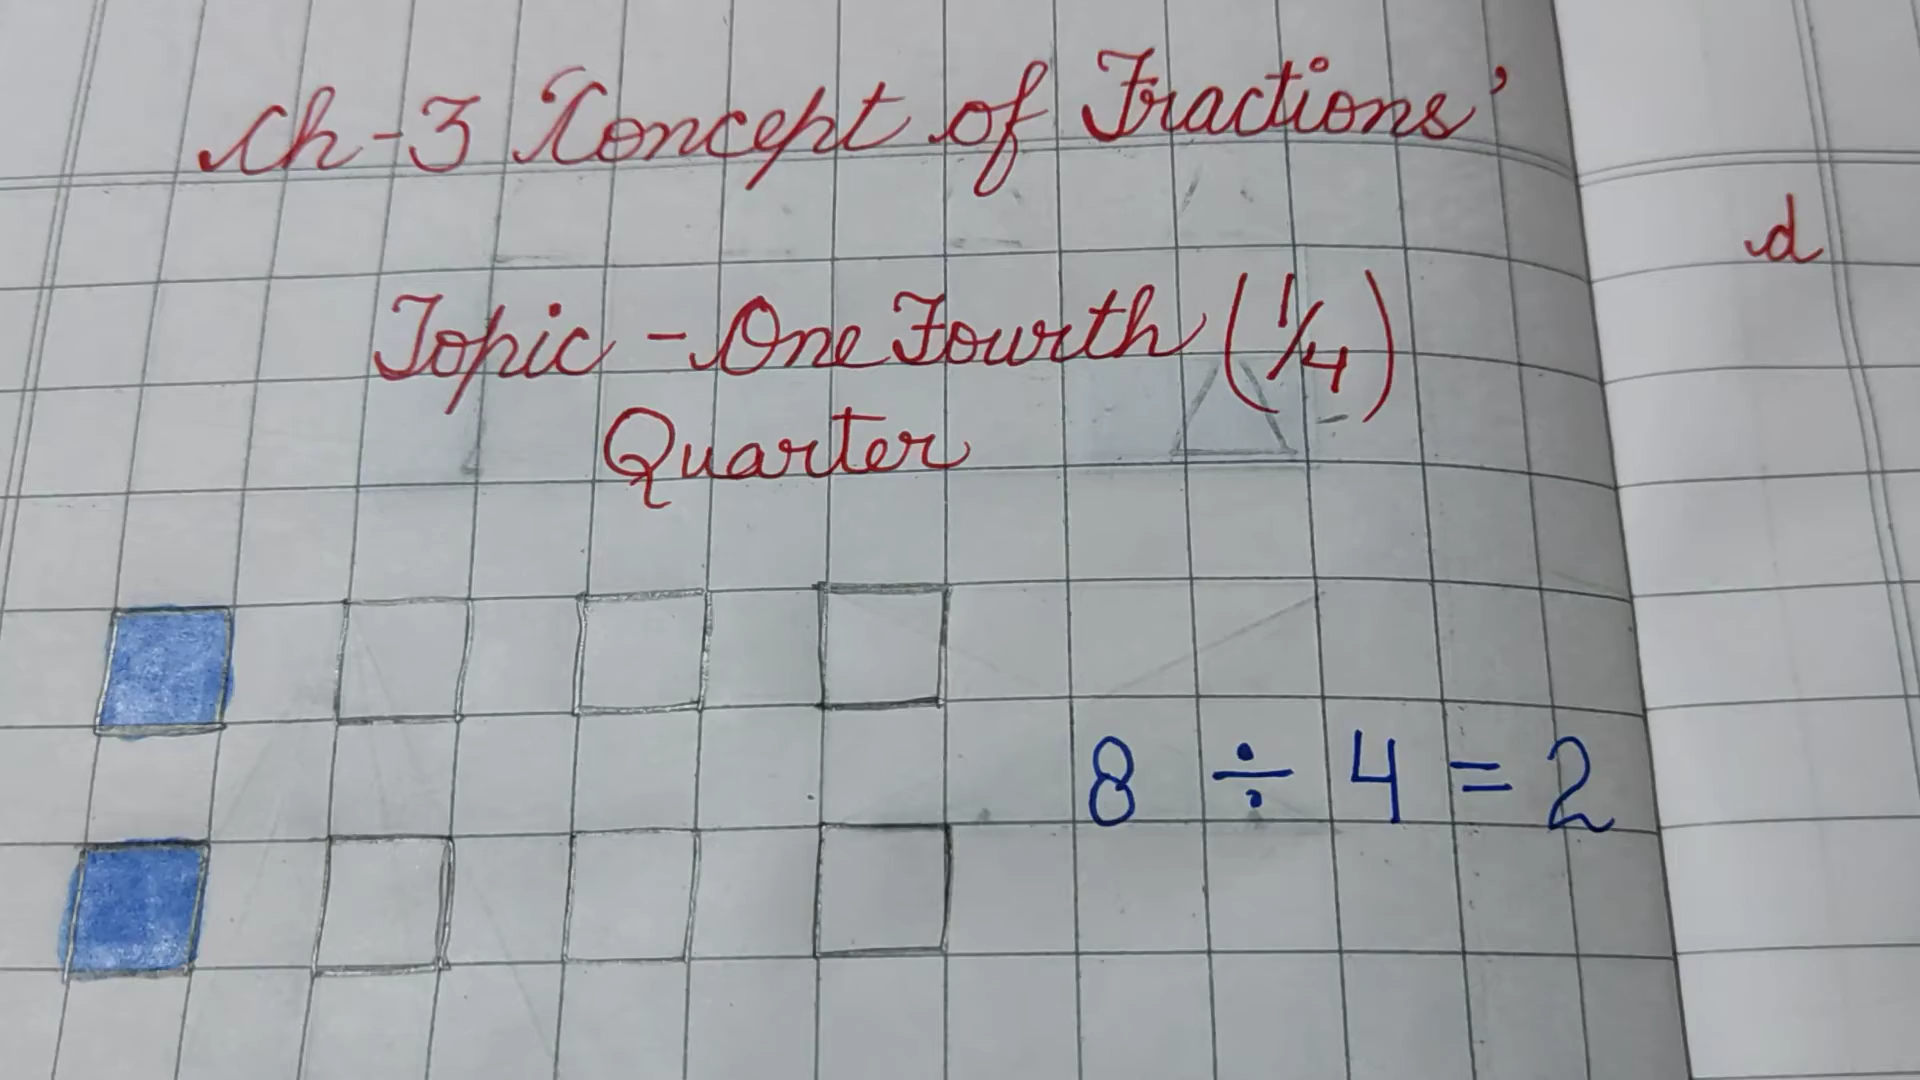 Ch-3 'Concept of Fractions'
Topic - One Fourth (1/4)
Quarter
8 ÷ 4 = 2
d